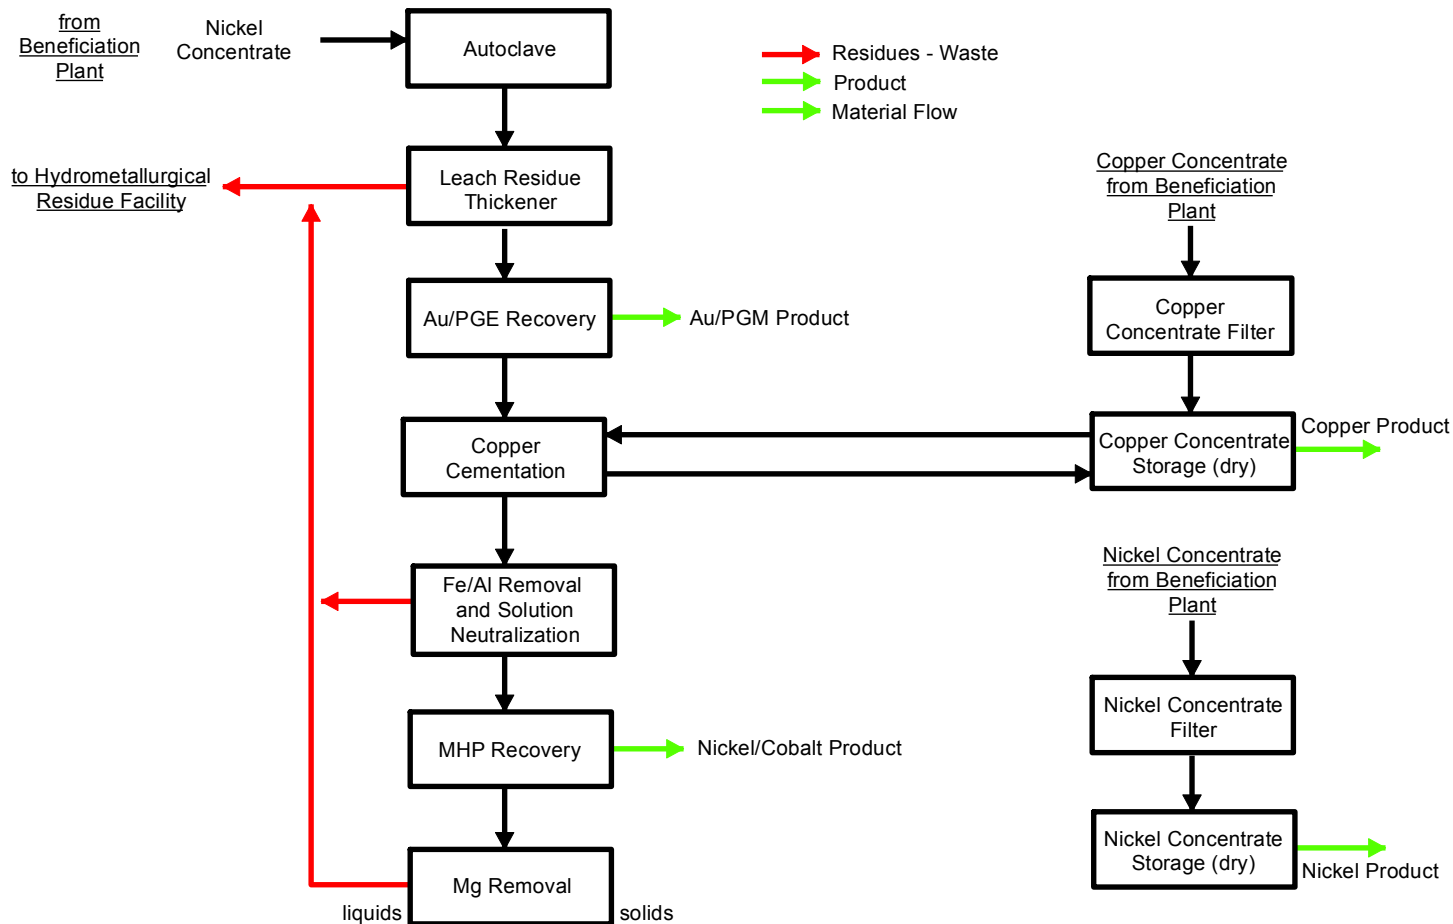 from
Beneficiation
Plant
Nickel
Concentrate
Autoclave
Residues - Waste
Product
Material Flow
to Hydrometallurgical
Residue Facility
Leach Residue
Thickener
Copper Concentrate
from Beneficiation
Plant
Au/PGE Recovery
Au/PGM Product
Copper
Concentrate Filter
Copper
Cementation
Copper Concentrate
Storage (dry)
Copper Product
Fe/Al Removal
and Solution
Neutralization
Nickel Concentrate
from Beneficiation
Plant
MHP Recovery
Nickel/Cobalt Product
Nickel Concentrate
Filter
Mg Removal
liquids
solids
Nickel Concentrate
Storage (dry)
Nickel Product